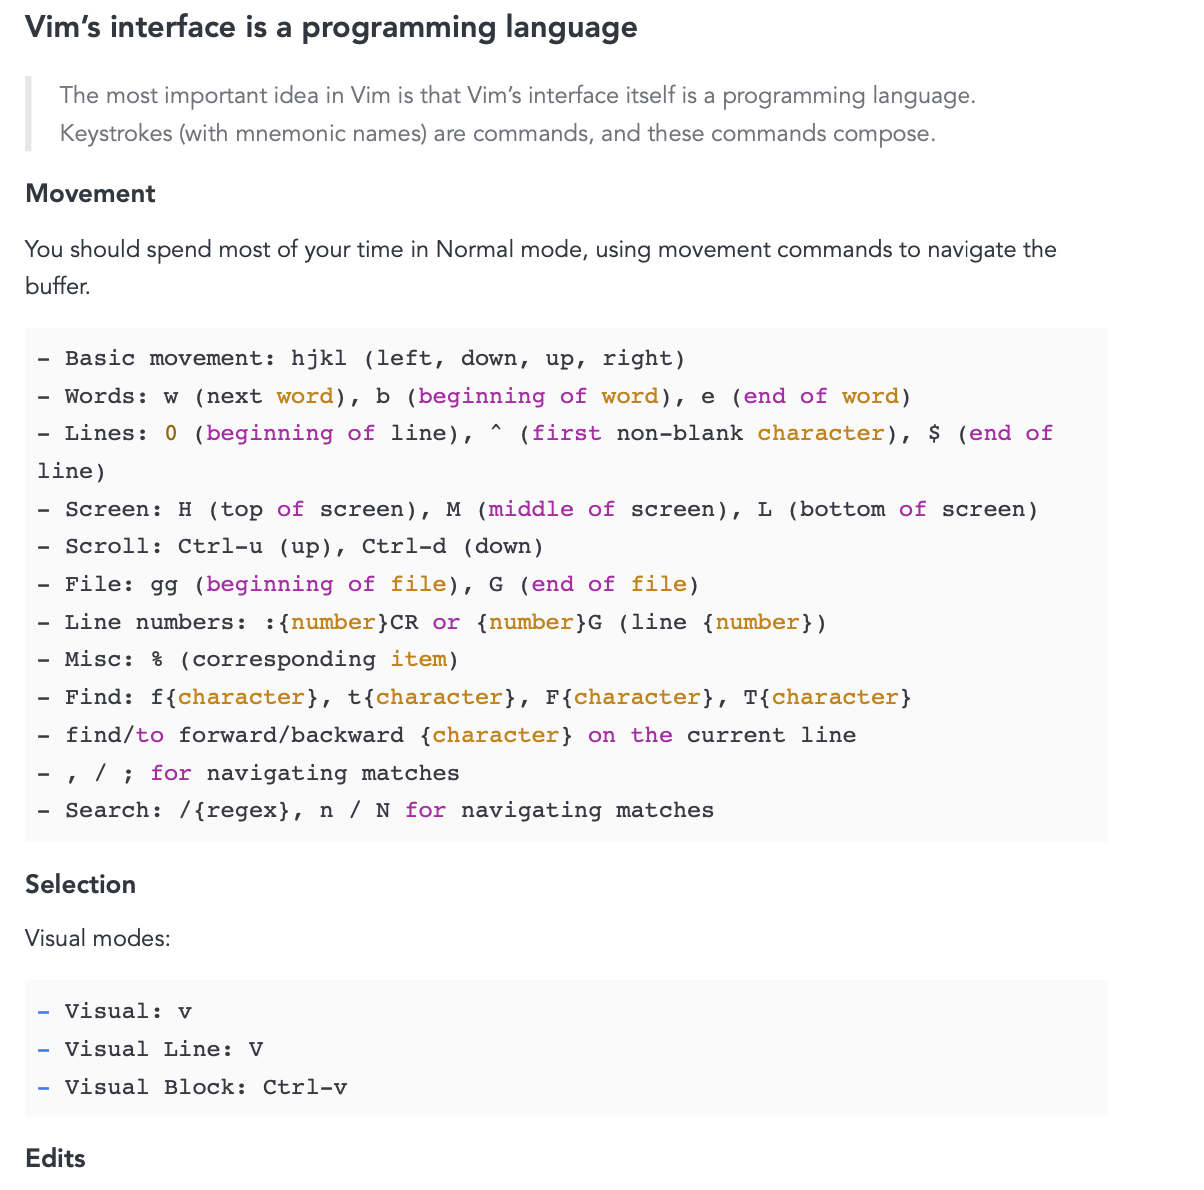 Vim’s interface is a programming language
The most important idea in Vim is that Vim’s interface itself is a programming language.
Keystrokes (with mnemonic names) are commands, and these commands compose.
Movement
You should spend most of your time in Normal mode, using movement commands to navigate the
buffer.
- Basic movement: hjkl (left, down, up, right)
- Words: w (next word), b (beginning of word), e (end of word)
- Lines: 0 (beginning of line), ^ (first non-blank character), $ (end of
line)
- Screen: H (top of screen), M (middle of screen), L (bottom of screen)
- Scroll: Ctrl-u (up), Ctrl-d (down)
- File: gg (beginning of file), G (end of file)
- Line numbers: :{number}CR or {number}G (line {number})
- Misc: % (corresponding item)
- Find: f{character}, t{character}, F{character}, T{character}
- find/to forward/backward {character} on the current line
- , / ; for navigating matches
- Search: /{regex}, n / N for navigating matches
Selection
Visual modes:
- Visual: v
- Visual Line: V
- Visual Block: Ctrl-v
Edits